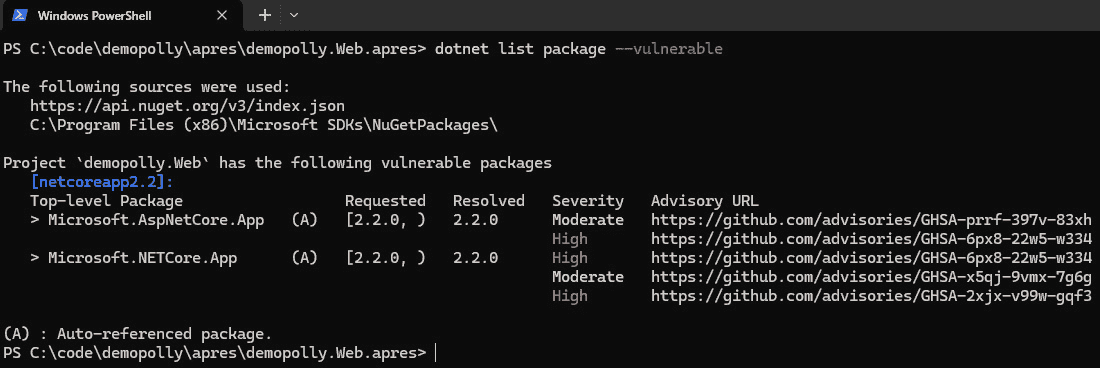 Windows PowerShell
PS C:\code\demopolly\apres\demopolly.Web.apres> dotnet list package --vulnerable
The following sources were used:
https://api.nuget.org/v3/index.json
C:\Program Files (x86)\Microsoft SDKs\NuGetPackages\
Project `demopolly.Web` has the following vulnerable packages
[netcoreapp2.2]:
Top-level Package Requested Resolved Severity Advisory URL
> Microsoft.AspNetCore.App (A) [2.2.0, ) 2.2.0 Moderate https://github.com/advisories/GHSA-prrf-397v-83xh
High https://github.com/advisories/GHSA-6px8-22w5-w334
> Microsoft.NETCore.App (A) [2.2.0, ) 2.2.0 High https://github.com/advisories/GHSA-6px8-22w5-w334
Moderate https://github.com/advisories/GHSA-x5qj-9vmx-7g6g
High https://github.com/advisories/GHSA-2xjx-v99w-gqf3
(A) : Auto-referenced package.
PS C:\code\demopolly\apres\demopolly.Web.apres>